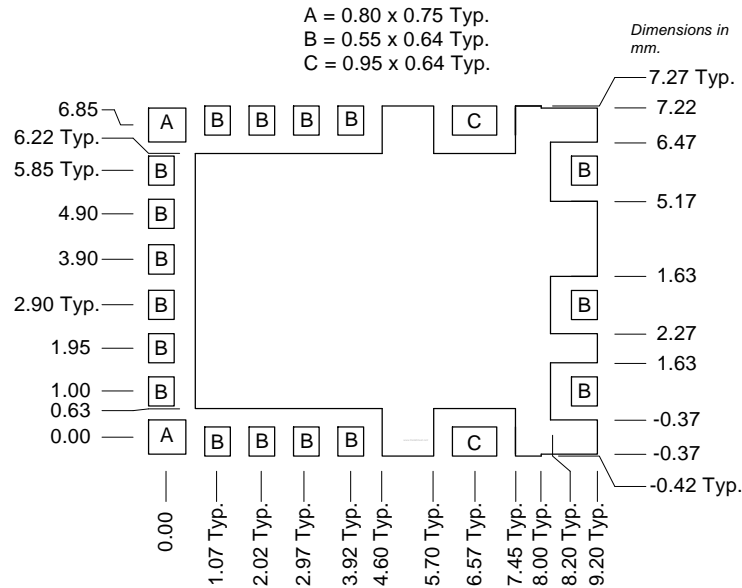 A = 0.80 x 0.75 Typ.
B = 0.55 x 0.64 Typ.
C = 0.95 x 0.64 Typ.
Dimensions in
mm.
7.27 Typ.
6.85
7.22
A B B B B C
6.22 Typ.
6.47
5.85 Typ.
B
B
4.90
B
5.17
3.90
B
1.63
2.90 Typ.
B
B
2.27
1.95
B
1.63
1.00
B
B
0.63
-0.37
0.00
A B B B B C
-0.37
-0.42 Typ.
0.00
1.07 Typ.
2.02 Typ.
2.97 Typ.
3.92 Typ.
4.60 Typ.
5.70 Typ.
6.57 Typ.
7.45 Typ.
8.00 Typ.
8.20 Typ.
9.20 Typ.